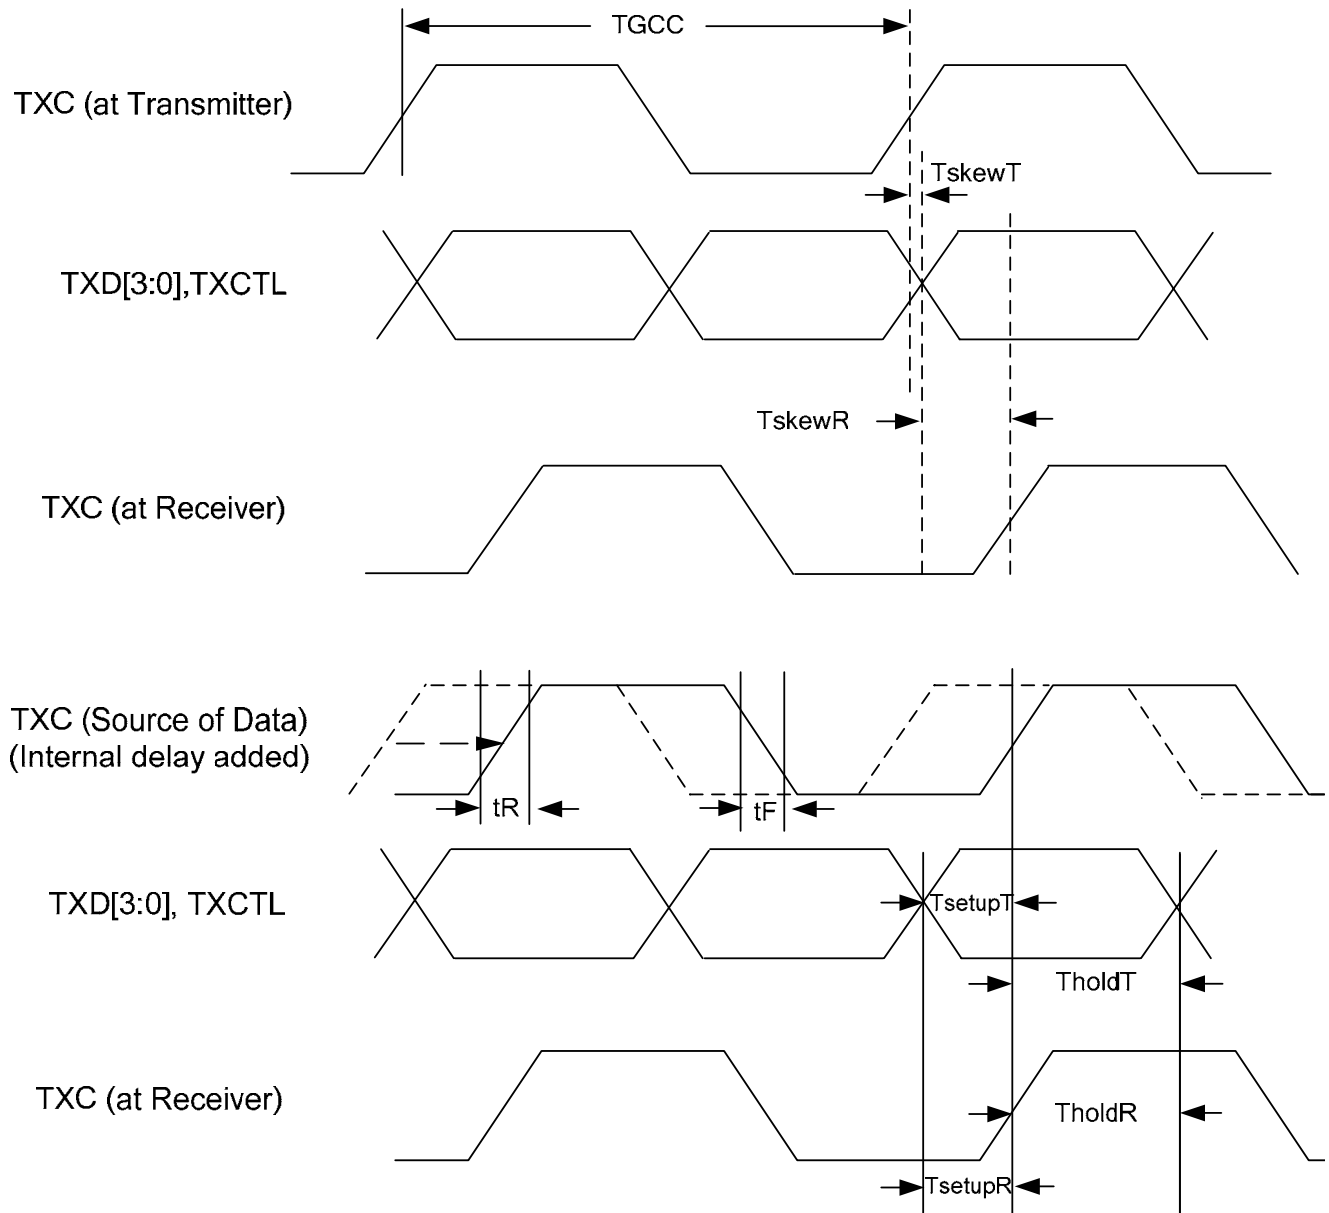 TGCC
TXC (at Transmitter)
TskewT
TXD[3:0],TXCTL
TskewR
TXC (at Receiver)
TXC (Source of Data)
(Internal delay added)
tR
tF
TXD[3:0], TXCTL
TsetupT
TholdT
TXC (at Receiver)
TholdR
TsetupR